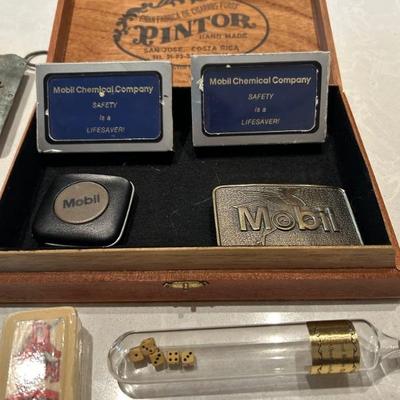 PINTOR
HAND MADE
SAN JOSE, COSTA RICA
Mobil Chemical Company
SAFETY
is a
LIFESAVER!
Mobil Chemical Company
SAFETY
is a
LIFESAVER!
Mobil
Mobil